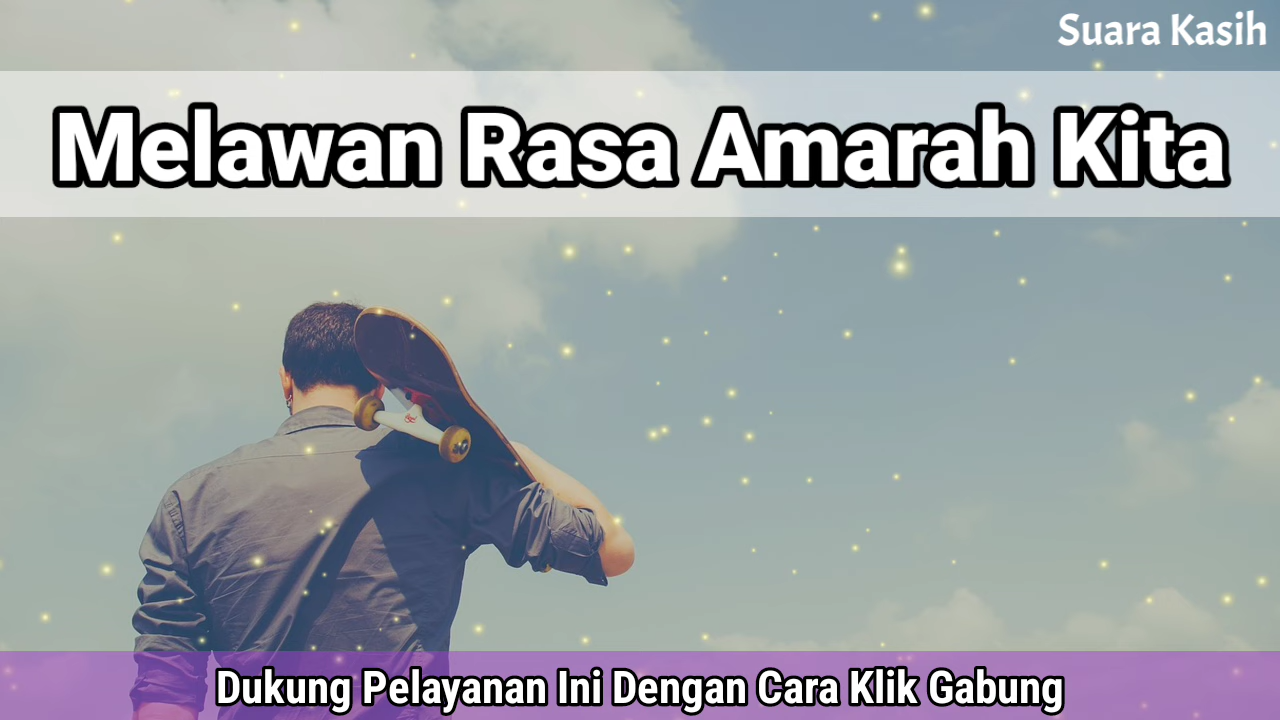 Suara Kasih
Melawan Rasa Amarah Kita
Dukung Pelayanan Ini Dengan Cara Klik Gabung